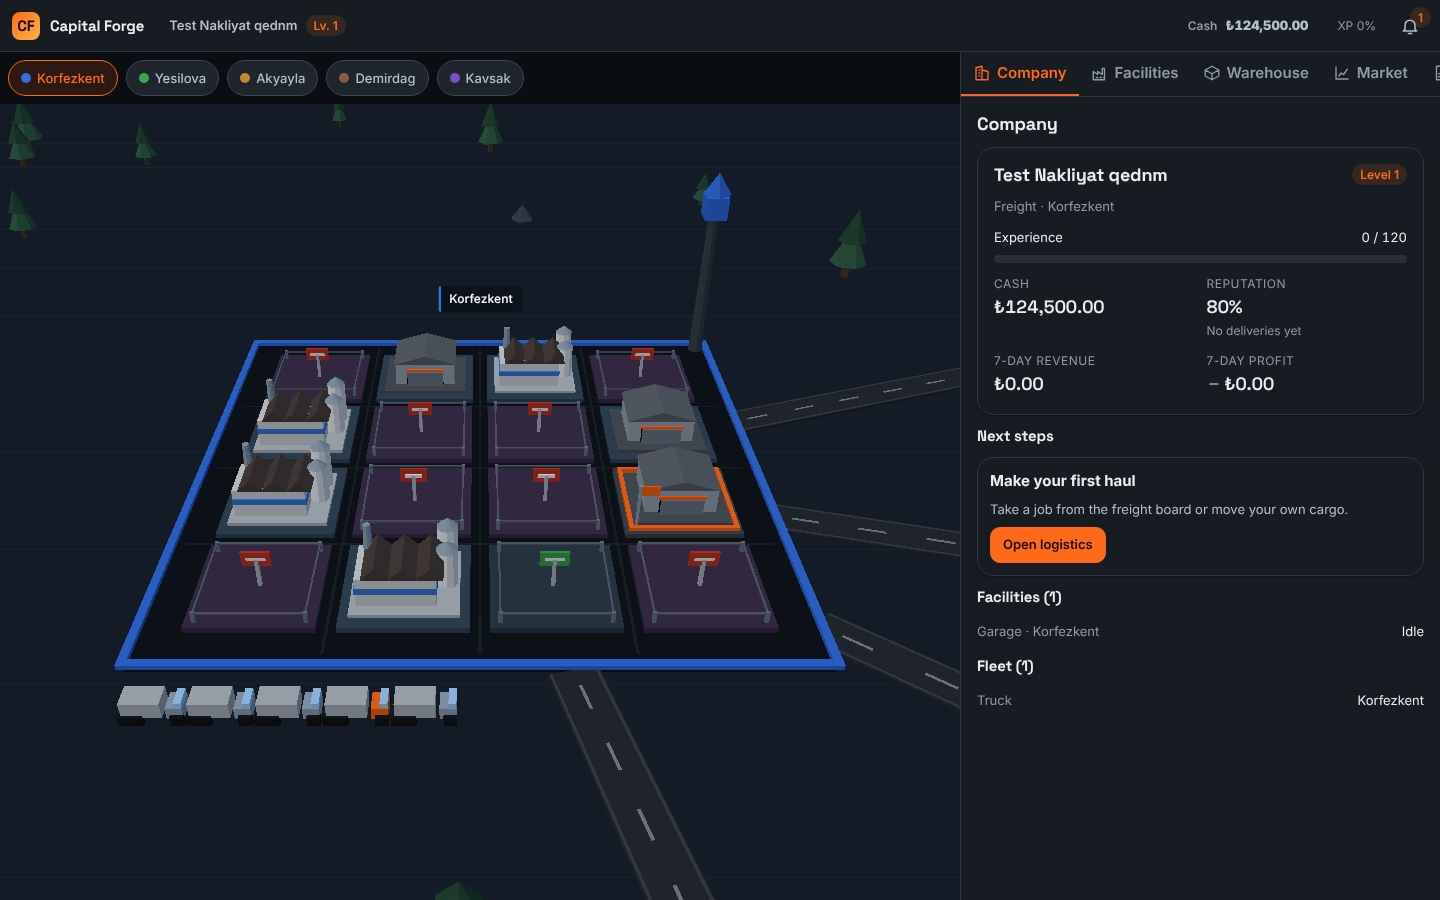 CF Capital Forge Test Nakliyat qednm Lv. 1 Cash ₺124,500.00 XP 0% 1
Korfezkent Yesilova Akyayla Demirdag Kavsak
Company Facilities Warehouse Market
Korfezkent
Company
Test Nakliyat qednm Level 1
Freight · Korfezkent
Experience 0 / 120
CASH REPUTATION
₺124,500.00 80%
No deliveries yet
7-DAY REVENUE 7-DAY PROFIT
₺0.00 – ₺0.00
Next steps
Make your first haul
Take a job from the freight board or move your own cargo.
Open logistics
Facilities (1)
Garage · Korfezkent Idle
Fleet (1)
Truck Korfezkent